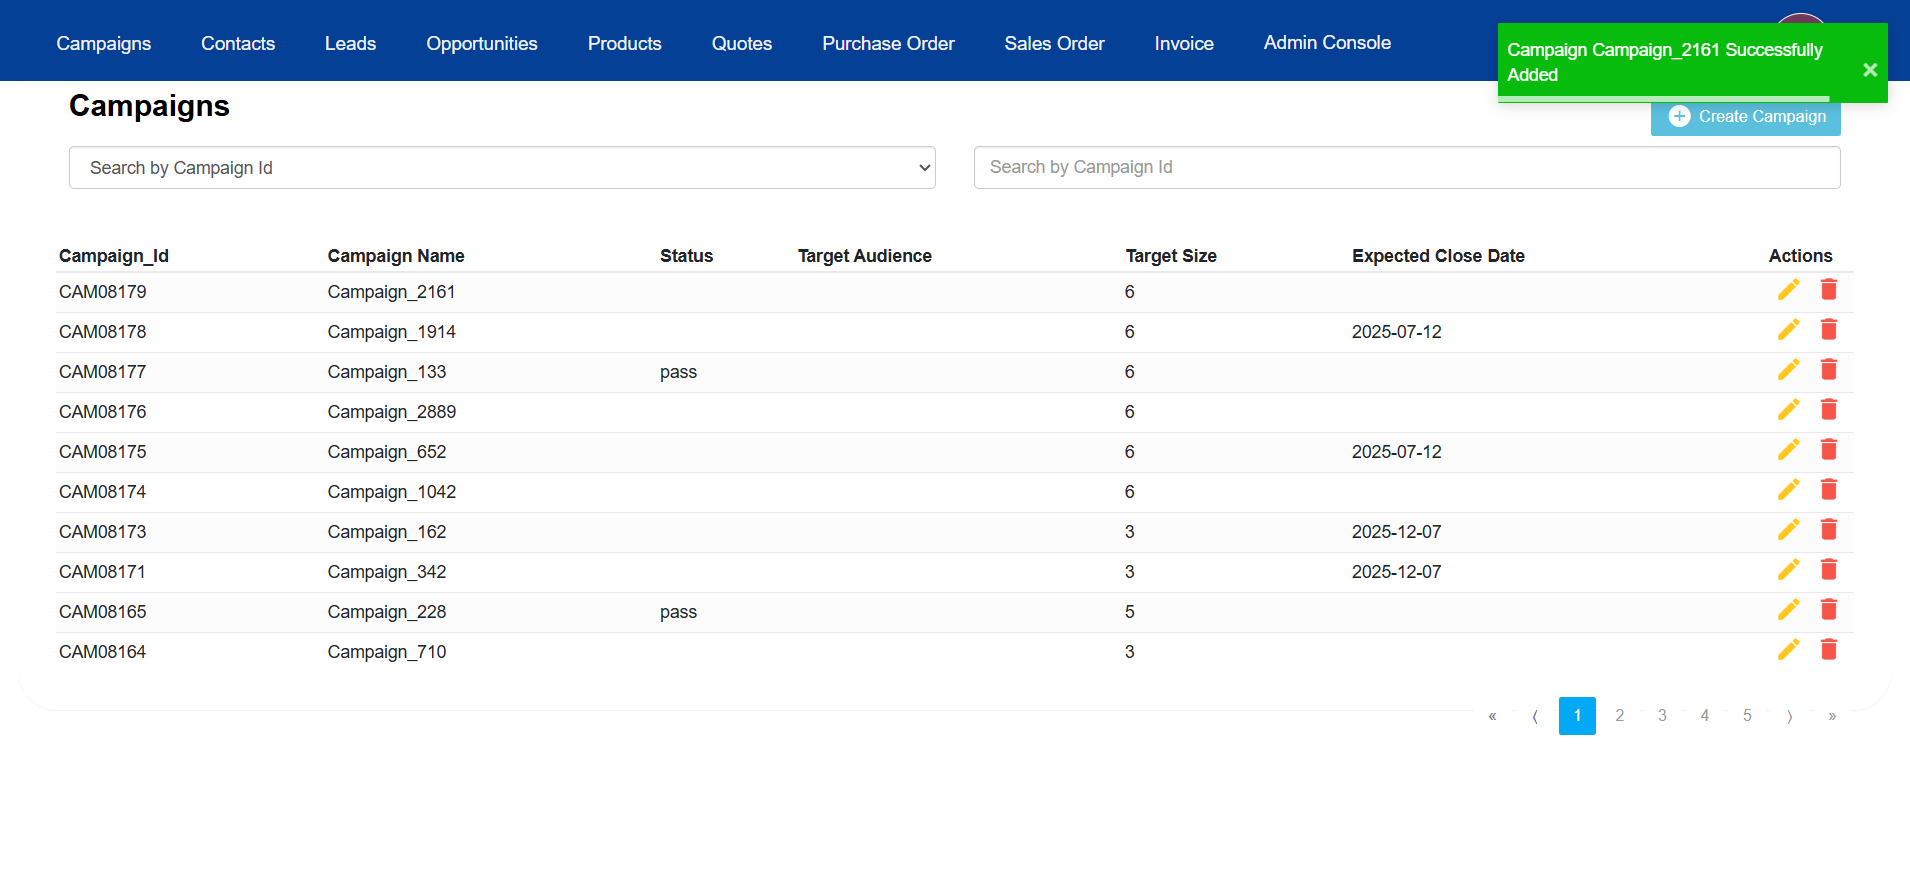 Campaigns Contacts Leads Opportunities Products Quotes Purchase Order Sales Order Invoice Admin Console
Campaign Campaign_2161 Successfully
Added
×
Campaigns
Create Campaign
Search by Campaign Id
Search by Campaign Id
Campaign_Id Campaign Name Status Target Audience Target Size Expected Close Date Actions
CAM08179 Campaign_2161 6
CAM08178 Campaign_1914 6 2025-07-12
CAM08177 Campaign_133 pass 6
CAM08176 Campaign_2889 6
CAM08175 Campaign_652 6 2025-07-12
CAM08174 Campaign_1042 6
CAM08173 Campaign_162 3 2025-12-07
CAM08171 Campaign_342 3 2025-12-07
CAM08165 Campaign_228 pass 5
CAM08164 Campaign_710 3
« ⟨ 1 2 3 4 5 ⟩ »